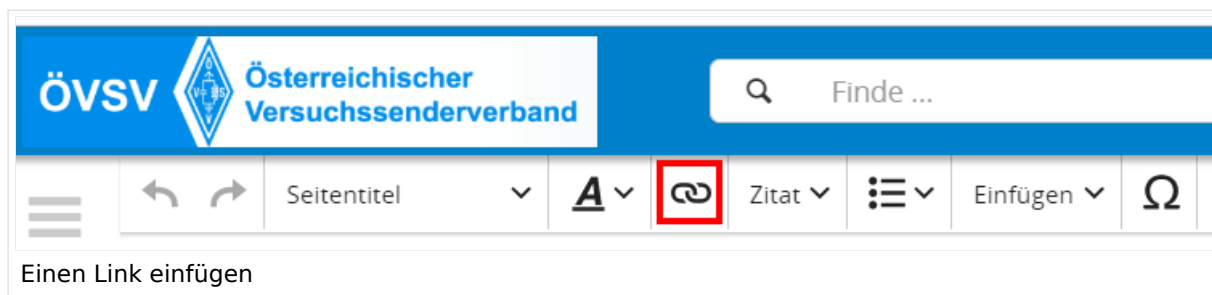 ÖVSV
Österreichischer
Versuchssenderverband
Finde ...
Seitentitel
A
Zitat
Einfügen
Ω
Einen Link einfügen